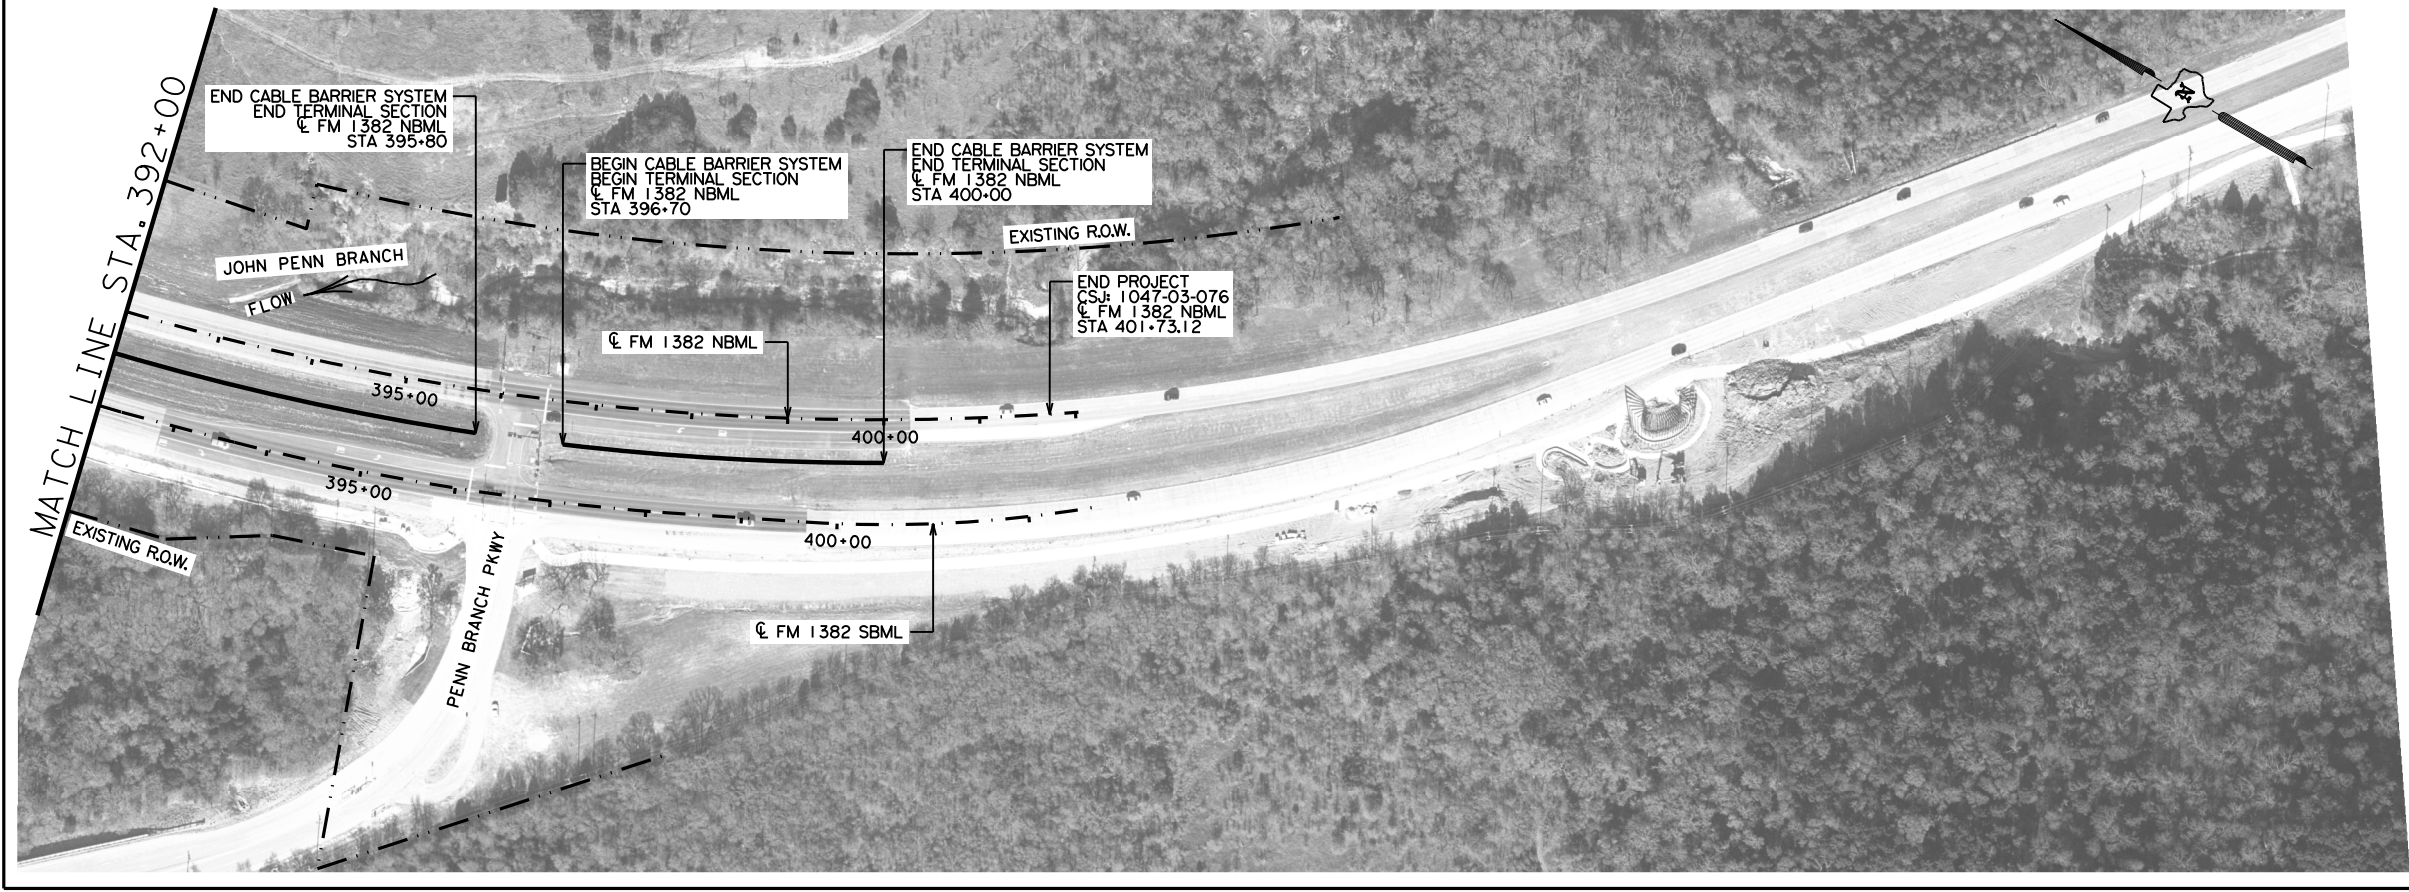 MATCH LINE STA. 392+00
END CABLE BARRIER SYSTEM
END TERMINAL SECTION
℄ FM 1382 NBML
STA 395+80
BEGIN CABLE BARRIER SYSTEM
BEGIN TERMINAL SECTION
℄ FM 1382 NBML
STA 396+70
END CABLE BARRIER SYSTEM
END TERMINAL SECTION
℄ FM 1382 NBML
STA 400+00
N
EXISTING R.O.W.
JOHN PENN BRANCH
FLOW
END PROJECT
CSJ: 1047-03-076
℄ FM 1382 NBML
STA 401+73.12
℄ FM 1382 NBML
395+00
400+00
395+00
400+00
EXISTING R.O.W.
PENN BRANCH PKWY
℄ FM 1382 SBML